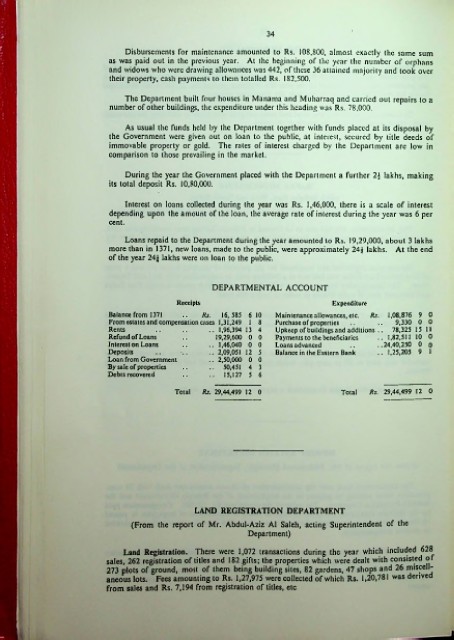 34
Disbursements for maintenance amounted to Rs. 108,800, almost exactly the same sum
as was paid out in the previous year. At the beginning of the year the number of orphans
and widows who were drawing allowances was 442, of these 36 attained majority and took over
their property, cash payments to them totalled Rs. 182,500.
The Department built four houses in Manama and Muharraq and carried out repairs to a
number of other buildings, the expenditure under this heading was Rs. 78,000.
As usual the funds held by the Department together with funds placed at its disposal by
the Government were given out on loan to the public, at interest, secured by title deeds of
immovable property or gold. The rates of interest charged by the Department are low in
comparison to those prevailing in the market.
During the year the Government placed with the Department a further 2½ lakhs, making
its total deposit Rs. 10,80,000.
Interest on loans collected during the year was Rs. 1,46,000, there is a scale of interest
depending upon the amount of the loan, the average rate of interest during the year was 6 per
cent.
Loans repaid to the Department during the year amounted to Rs. 19,29,000, about 3 lakhs
more than in 1371, new loans, made to the public, were approximately 24½ lakhs. At the end
of the year 24½ lakhs were on loan to the public.
DEPARTMENTAL ACCOUNT
Receipts Expenditure
Balance from 1371 .. Rs. 16,585 6 10 Maintenance allowances, etc. Rs. 1,08,876 9 0
From estates and compensation cases 1,31,249 1 8 Purchase of properties .. .. 9,330 0 0
Rents .. .. .. 1,96,394 13 4 Upkeep of buildings and additions .. 78,325 15 11
Refund of Loans .. 19,29,600 0 0 Payments to the beneficiaries .. 1,82,511 10 0
Interest on Loans .. .. 1,46,040 0 0 Loans advanced .. .. 24,40,250 0 0
Deposits .. .. .. 2,09,051 12 5 Balance in the Eastern Bank .. 1,25,205 9 1
Loan from Government .. 2,50,000 0 0
By sale of properties .. .. 50,451 4 3
Debts recovered .. .. 15,127 5 6
Total Rs. 29,44,499 12 0 Total Rs. 29,44,499 12 0
LAND REGISTRATION DEPARTMENT
(From the report of Mr. Abdul-Aziz Al Saleh, acting Superintendent of the
Department)
Land Registration. There were 1,072 transactions during the year which included 628
sales, 262 registration of titles and 182 gifts; the properties which were dealt with consisted of
273 plots of ground, most of them being building sites, 82 gardens, 47 shops and 26 miscell-
aneous lots. Fees amounting to Rs. 1,27,975 were collected of which Rs. 1,20,781 was derived
from sales and Rs. 7,194 from registration of titles, etc